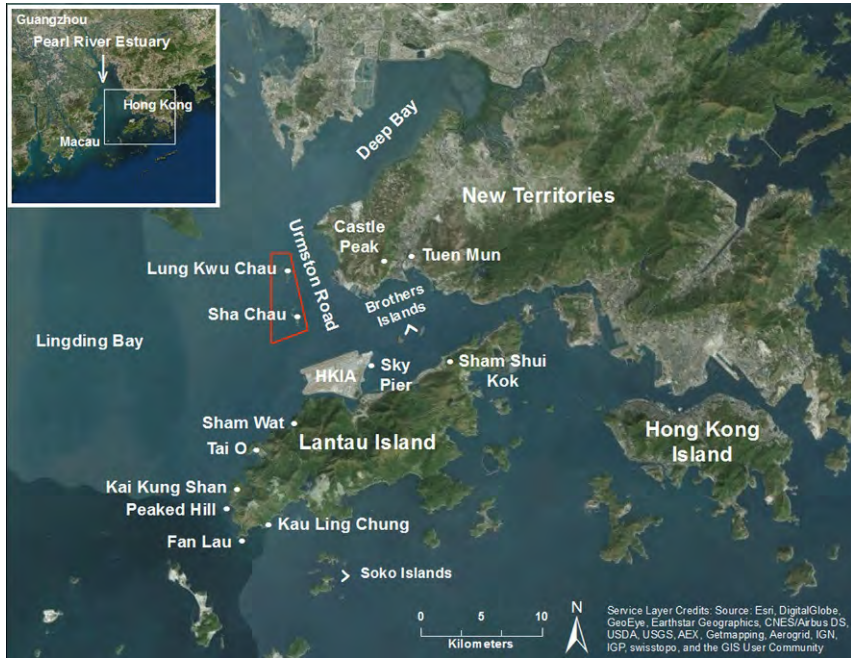 Guangzhou
Pearl River Estuary
Hong Kong
Macau
Deep Bay
New Territories
Castle
Peak
Tuen Mun
Urmston Road
Lung Kwu Chau
Brothers
Islands
Sha Chau
Lingding Bay
HKIA
Sky
Pier
Sham Shui
Kok
Sham Wat
Lantau Island
Hong Kong
Island
Tai O
Kai Kung Shan
Peaked Hill
Kau Ling Chung
Fan Lau
Soko Islands
0 5 10
Kilometers
N
Service Layer Credits: Source: Esri, DigitalGlobe,
GeoEye, Earthstar Geographics, CNES/Airbus DS,
USDA, USGS, AEX, Getmapping, Aerogrid, IGN,
IGP, swisstopo, and the GIS User Community